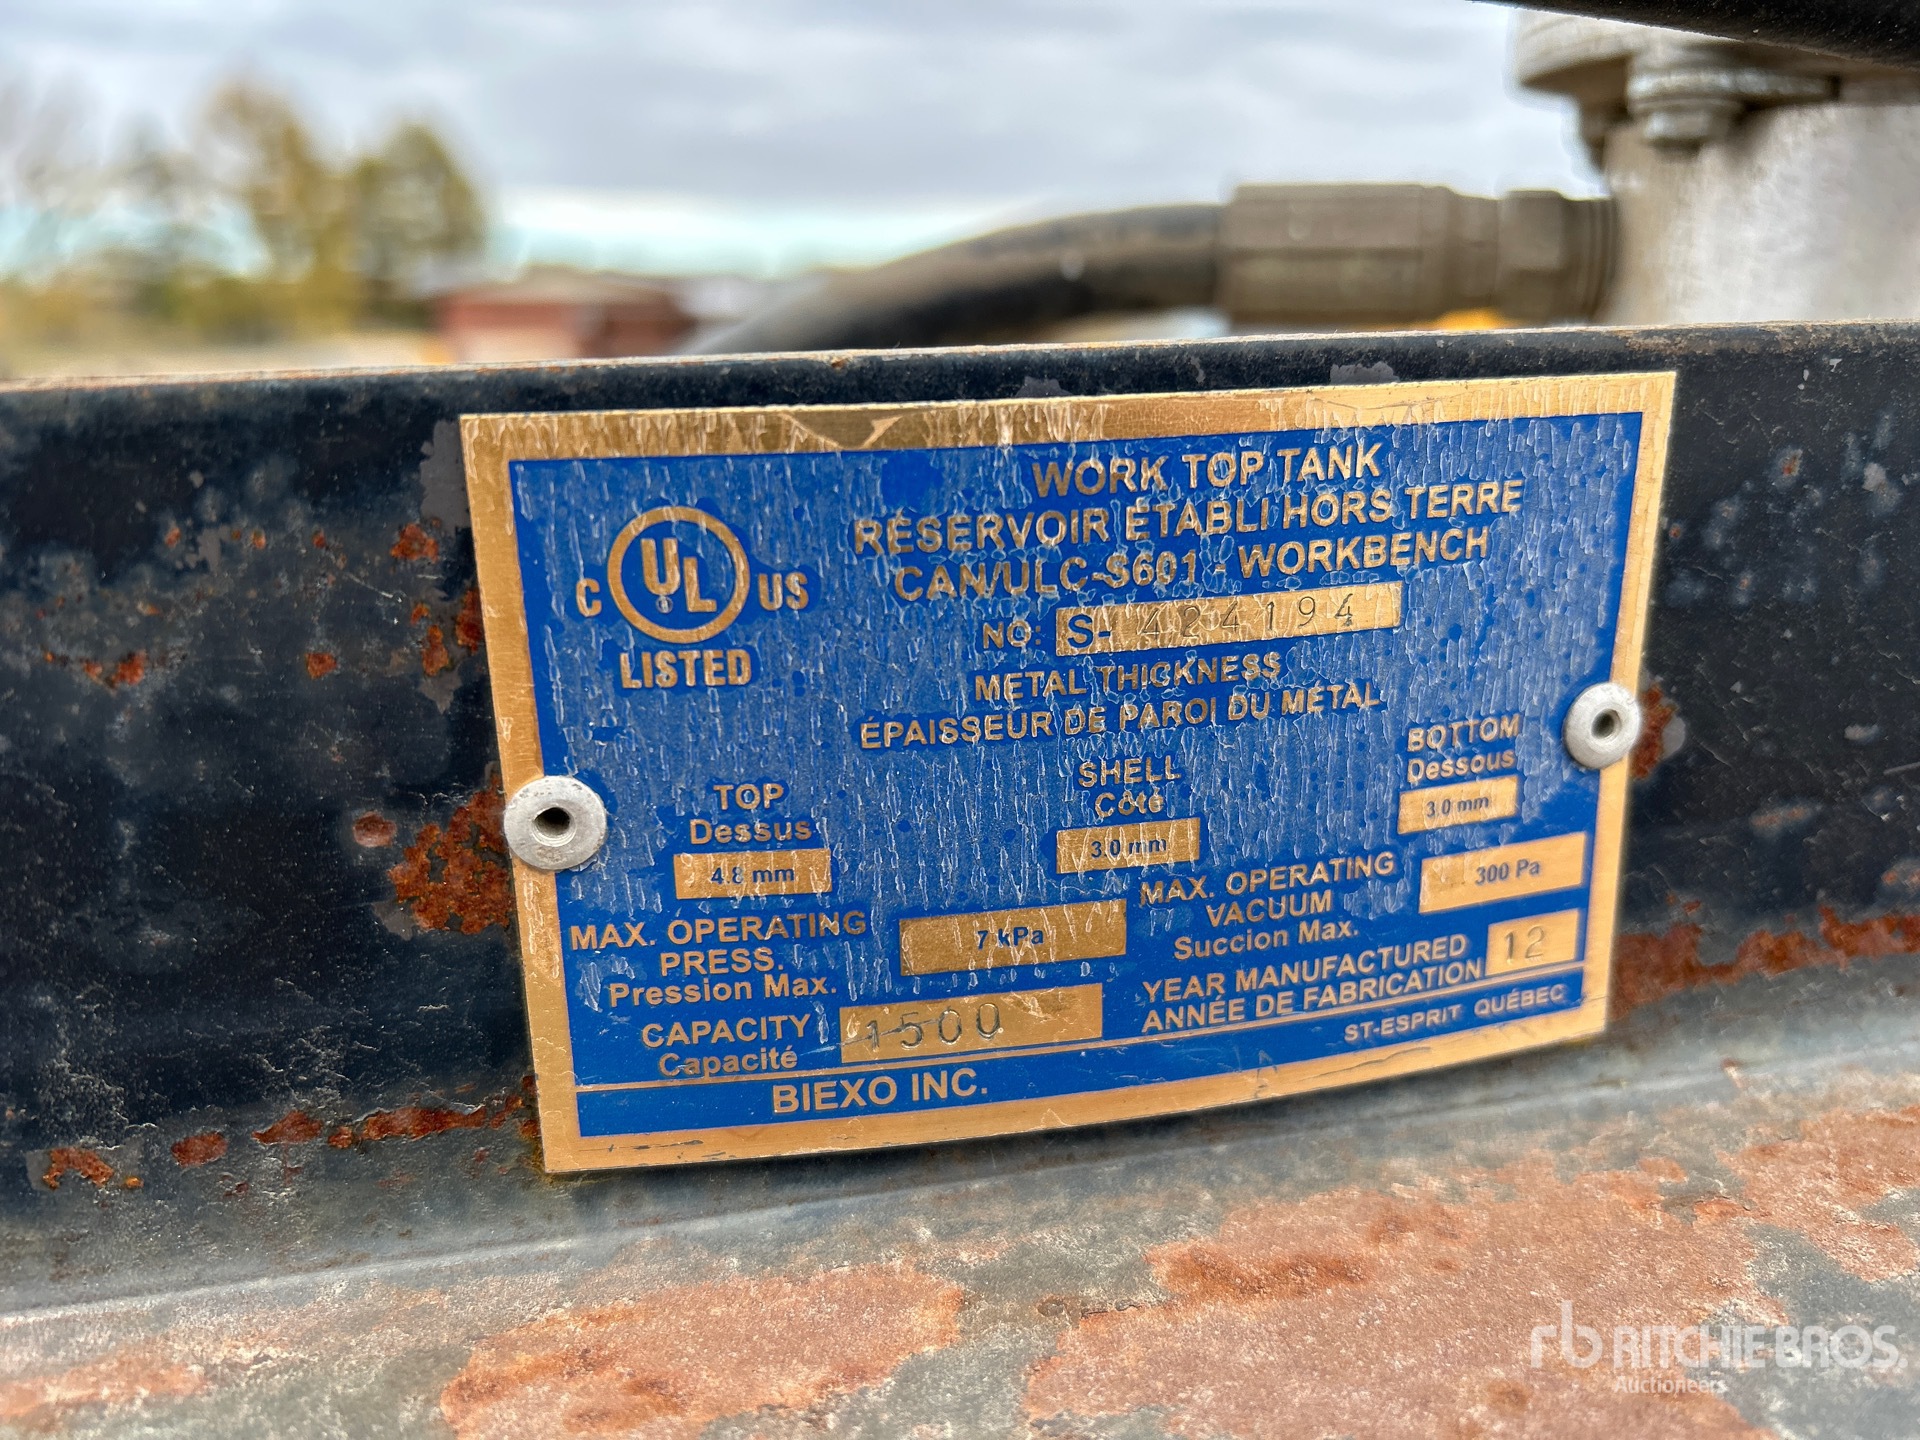 WORK TOP TANK
RÉSERVOIR ÉTABLI HORS TERRE
CAN/ULC-S601 - WORKBENCH
C UL US
LISTED
NO: S- 424194
METAL THICKNESS
ÉPAISSEUR DE PAROI DU MÉTAL
TOP
Dessus
4.8 mm
SHELL
Côté
3.0 mm
BOTTOM
Dessous
3.0 mm
MAX. OPERATING
PRESS.
Pression Max.
7 kPa
MAX. OPERATING
VACUUM
Succion Max.
300 Pa
CAPACITY
Capacité
1500
YEAR MANUFACTURED
ANNÉE DE FABRICATION
12
BIEXO INC.
ST-ESPRIT QUÉBEC
rb RITCHIE BROS.
Auctioneers